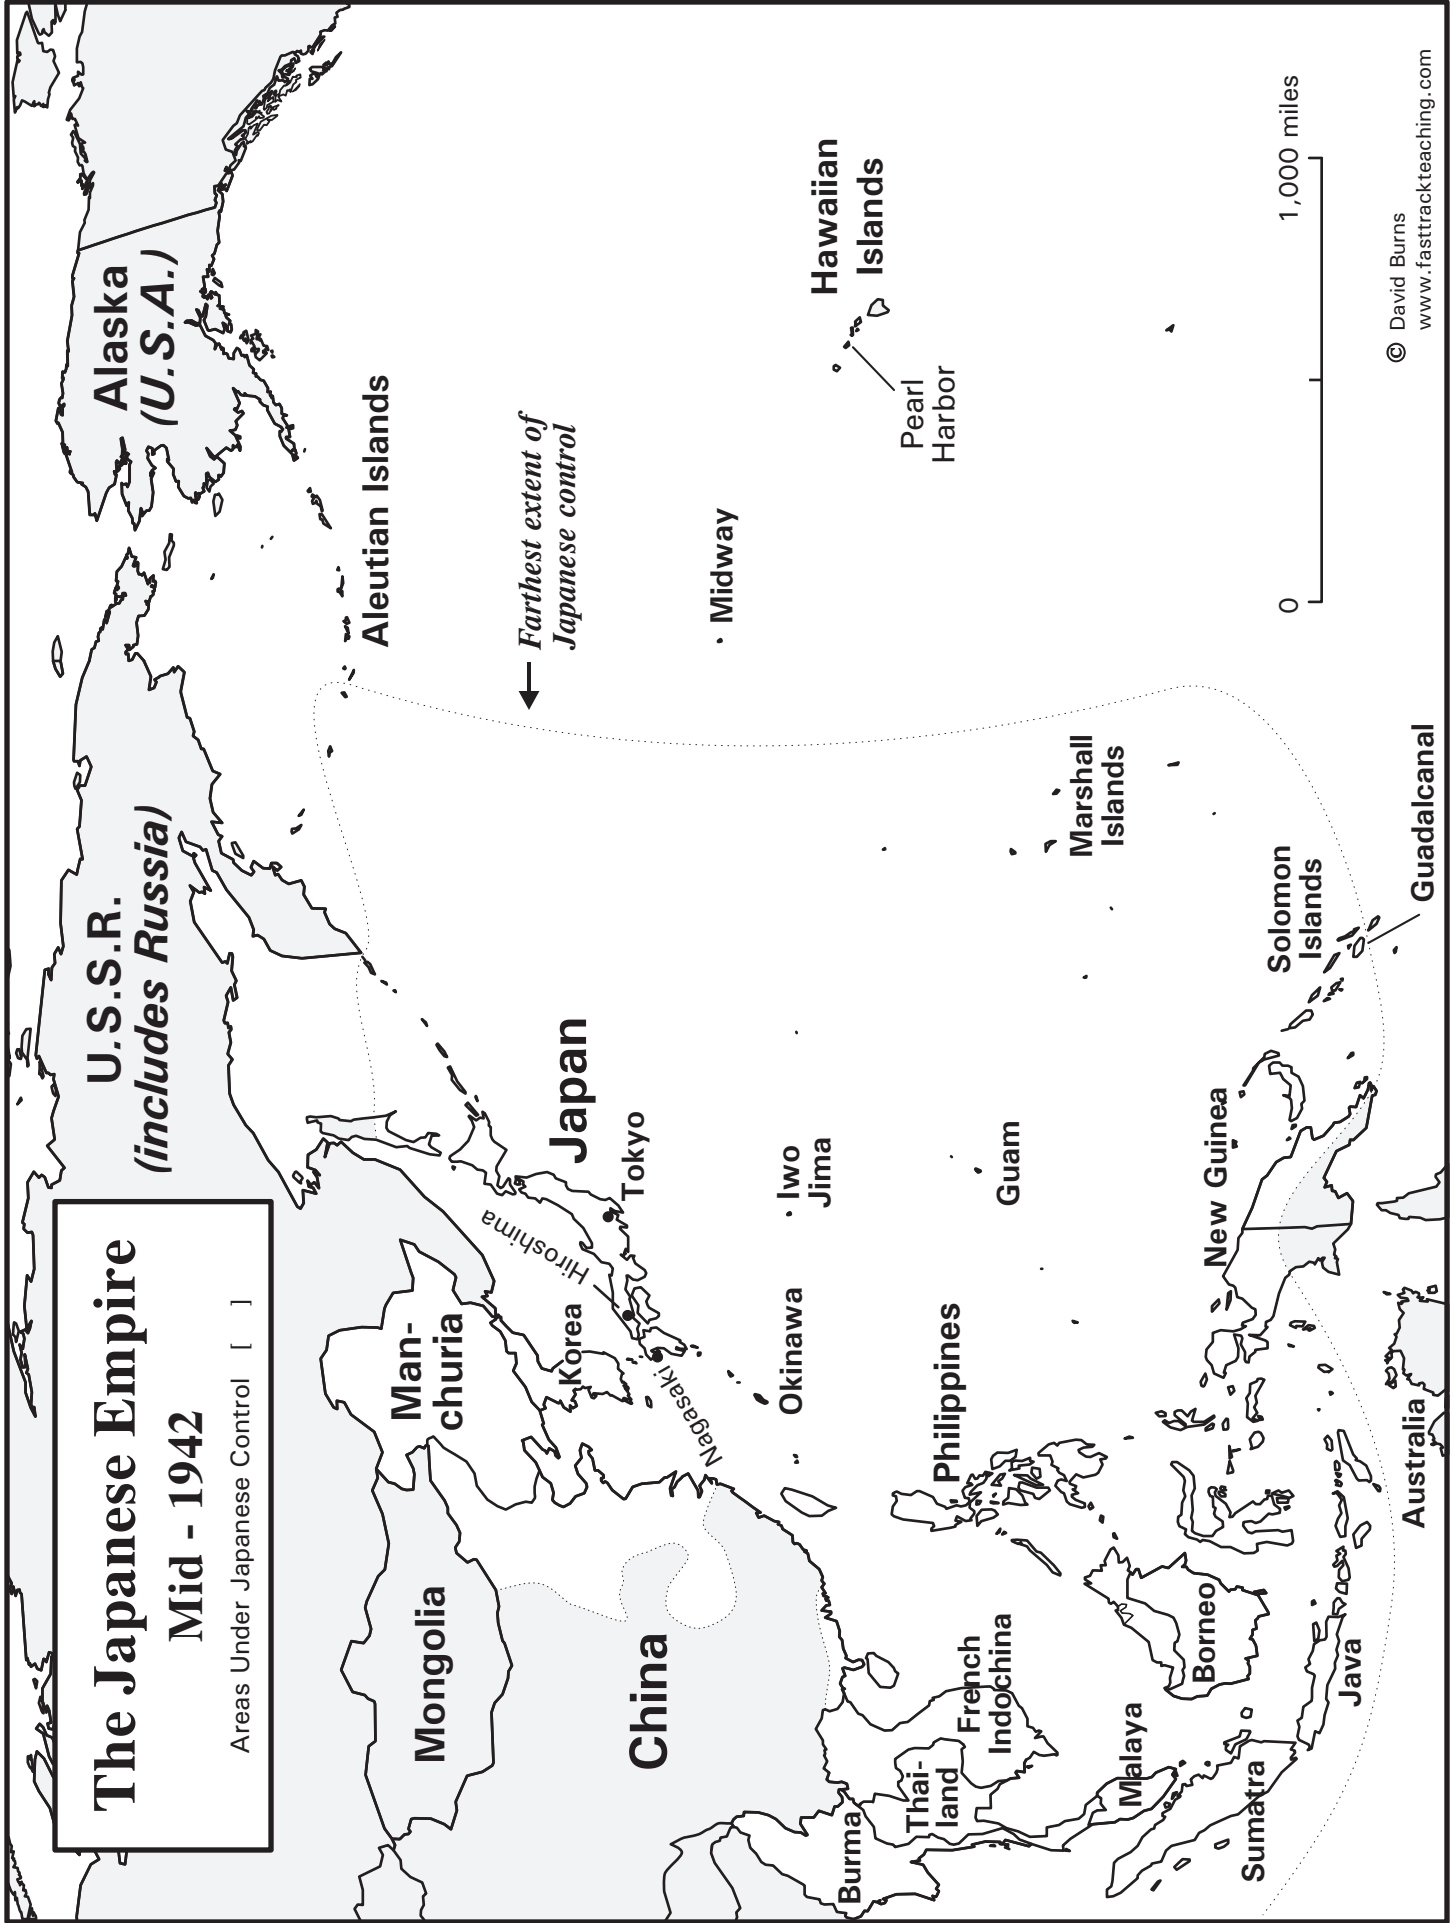 The Japanese Empire
Mid - 1942
Areas Under Japanese Control [ ]
U.S.S.R.
(includes Russia)
Alaska
(U.S.A.)
Aleutian Islands
Mongolia
Man-
churia
Korea
Japan
Hiroshima
Tokyo
Nagasaki
Farthest extent of
Japanese control
China
Okinawa
Iwo
Jima
Midway
Hawaiian
Islands
Pearl
Harbor
Burma
Thai-
land
French
Indochina
Philippines
Guam
Marshall
Islands
Malaya
Borneo
New Guinea
Sumatra
Java
Solomon
Islands
Guadalcanal
Australia
0
1,000 miles
© David Burns
www.fasttrackteaching.com